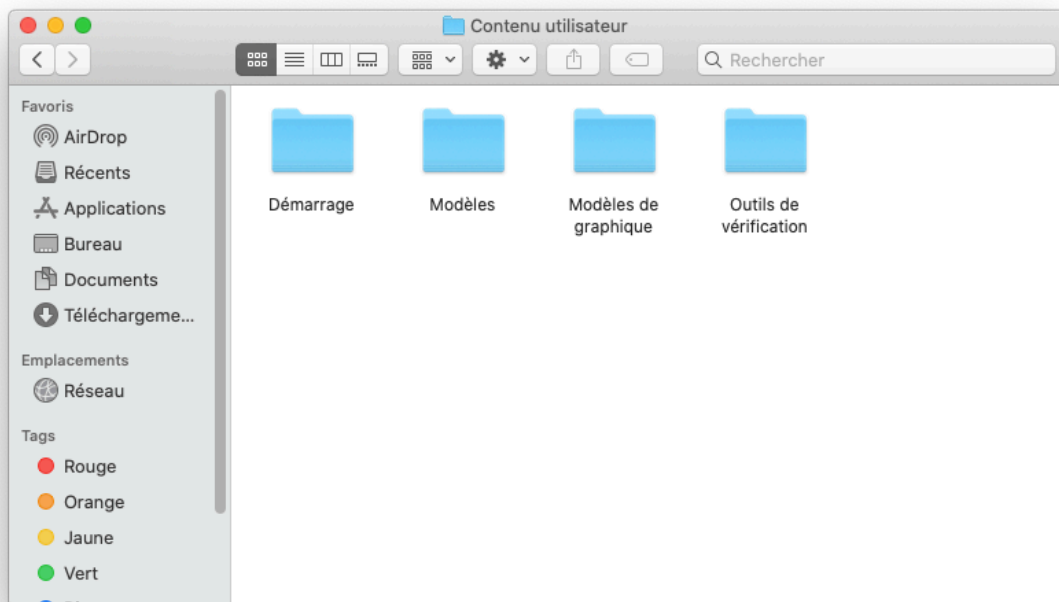 Contenu utilisateur
Rechercher
Favoris
AirDrop
Récents
Applications
Bureau
Documents
Téléchargeme...
Emplacements
Réseau
Tags
Rouge
Orange
Jaune
Vert
Démarrage
Modèles
Modèles de
graphique
Outils de
vérification